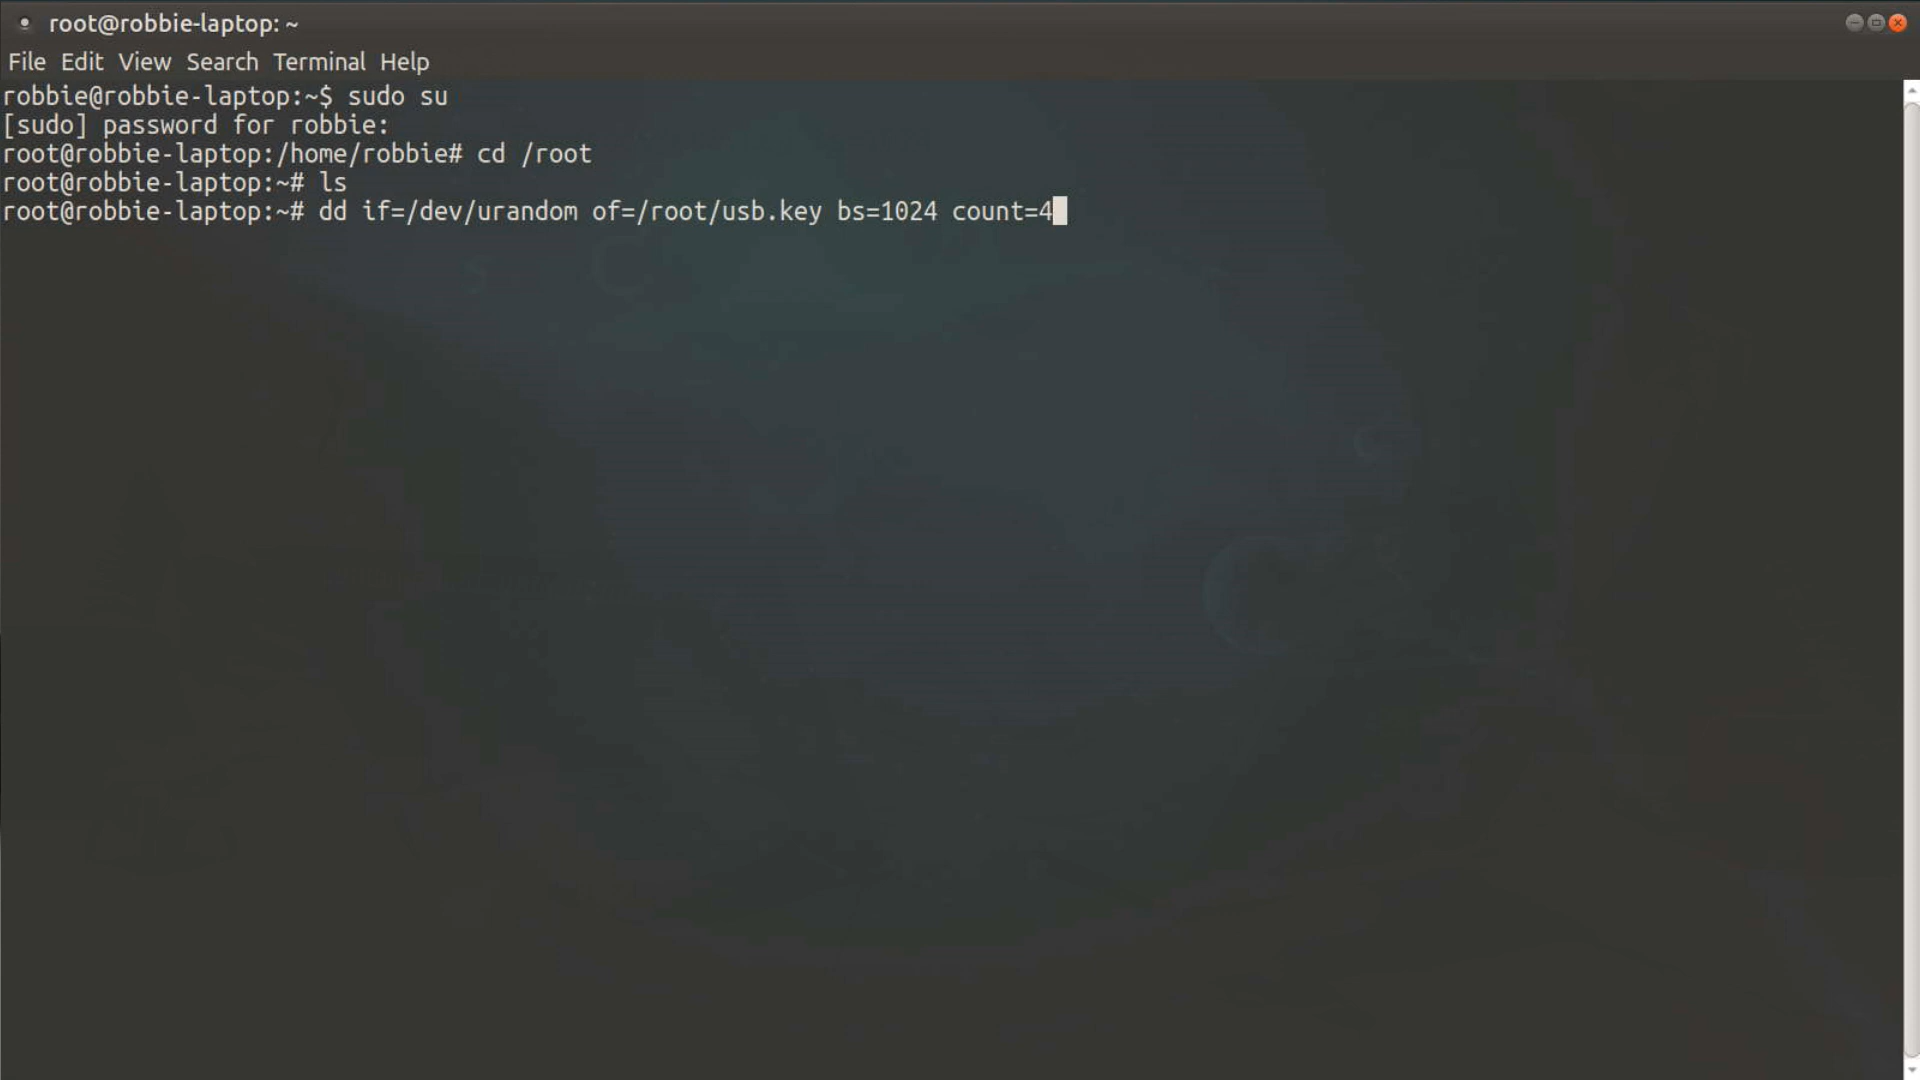 root@robbie-laptop: ~
File Edit View Search Terminal Help
robbie@robbie-laptop:~$ sudo su
[sudo] password for robbie:
root@robbie-laptop:/home/robbie# cd /root
root@robbie-laptop:~# ls
root@robbie-laptop:~# dd if=/dev/urandom of=/root/usb.key bs=1024 count=4